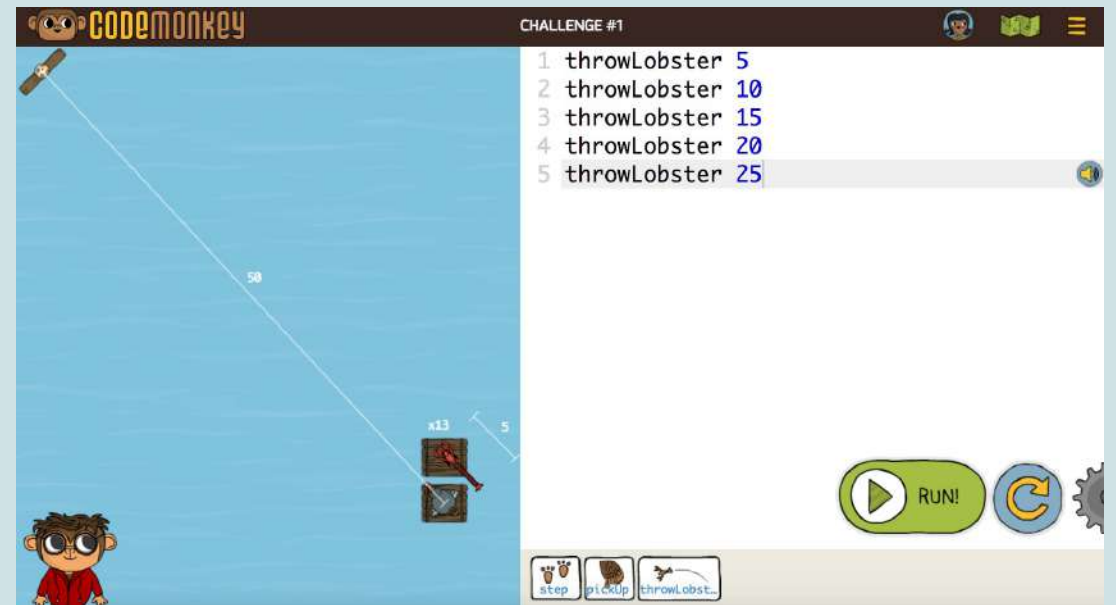 CODEMONKEY
CHALLENGE #1
1 throwLobster 5
2 throwLobster 10
3 throwLobster 15
4 throwLobster 20
5 throwLobster 25
50
x13
5
RUN!
step
pickUp
throwLobst...